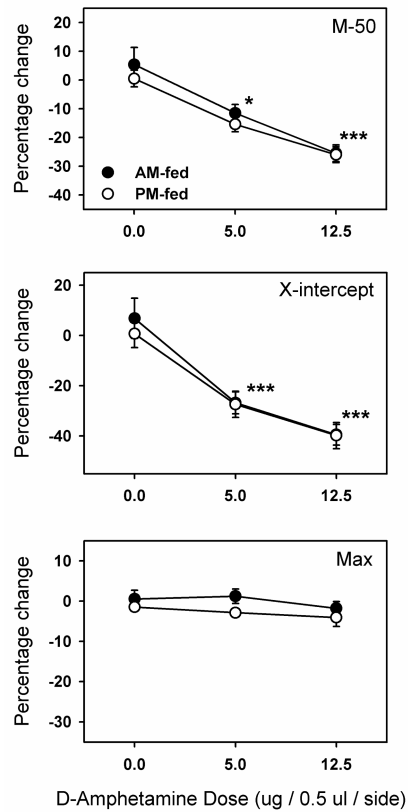 M-50
Percentage change
20
10
0
-10
-20
-30
-40
*
***
AM-fed
PM-fed
0.0 5.0 12.5
X-intercept
Percentage change
20
0
-20
-40
***
***
0.0 5.0 12.5
Max
Percentage change
10
0
-10
-20
-30
0.0 5.0 12.5
D-Amphetamine Dose (ug / 0.5 ul / side)